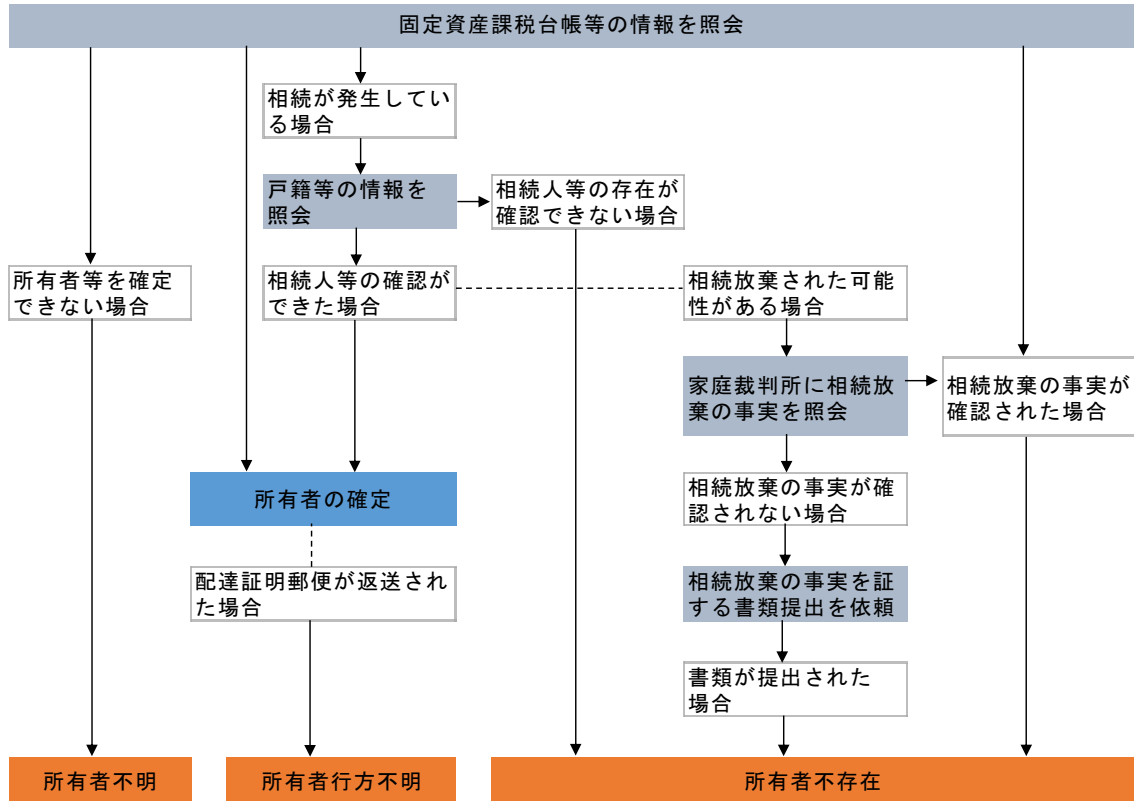 固定資産課税台帳等の情報を照会
相続が発生してい
る場合
戸籍等の情報を
照会
相続人等の存在が
確認できない場合
所有者等を確定
できない場合
相続人等の確認が
できた場合
相続放棄された可能
性がある場合
家庭裁判所に相続放
棄の事実を照会
相続放棄の事実が
確認された場合
所有者の確定
相続放棄の事実が確
認されない場合
配達証明郵便が返送され
た場合
相続放棄の事実を証
する書類提出を依頼
書類が提出された
場合
所有者不明
所有者行方不明
所有者不存在